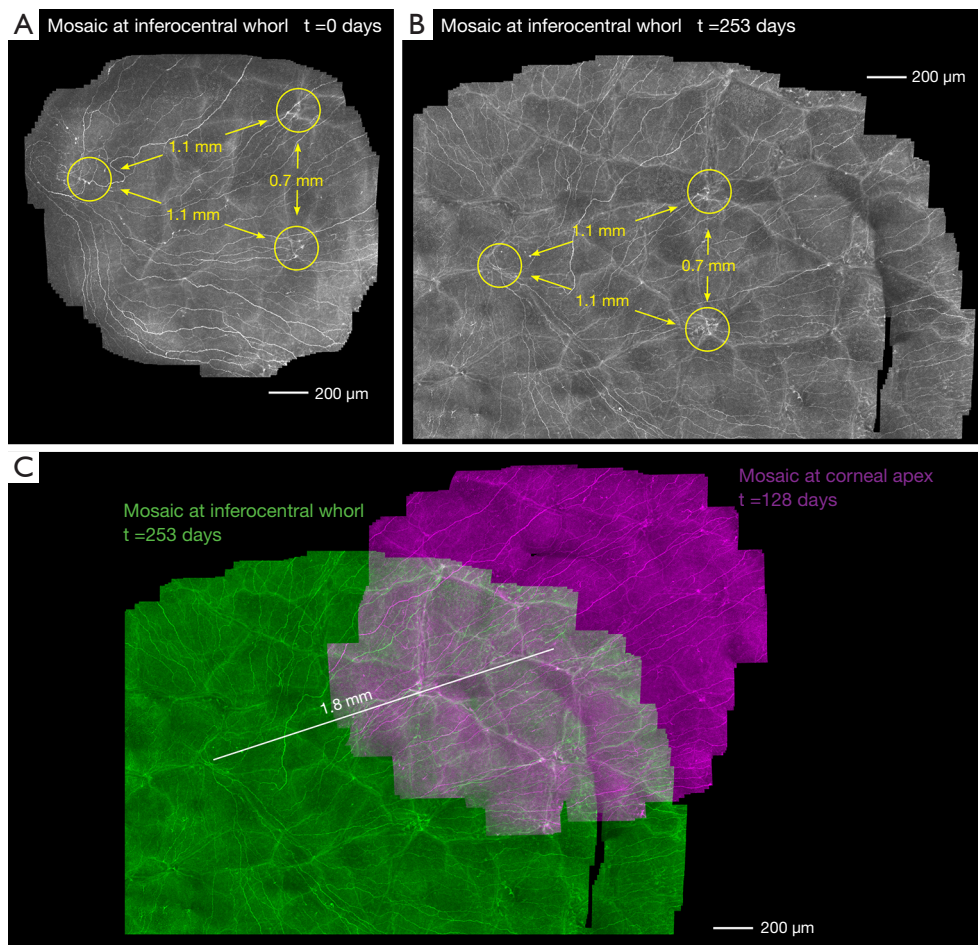 A Mosaic at inferocentral whorl t =0 days
1.1 mm
0.7 mm
1.1 mm
200 µm
B Mosaic at inferocentral whorl t =253 days
200 µm
1.1 mm
0.7 mm
1.1 mm
C
Mosaic at corneal apex
t =128 days
Mosaic at inferocentral whorl
t =253 days
1.8 mm
200 µm